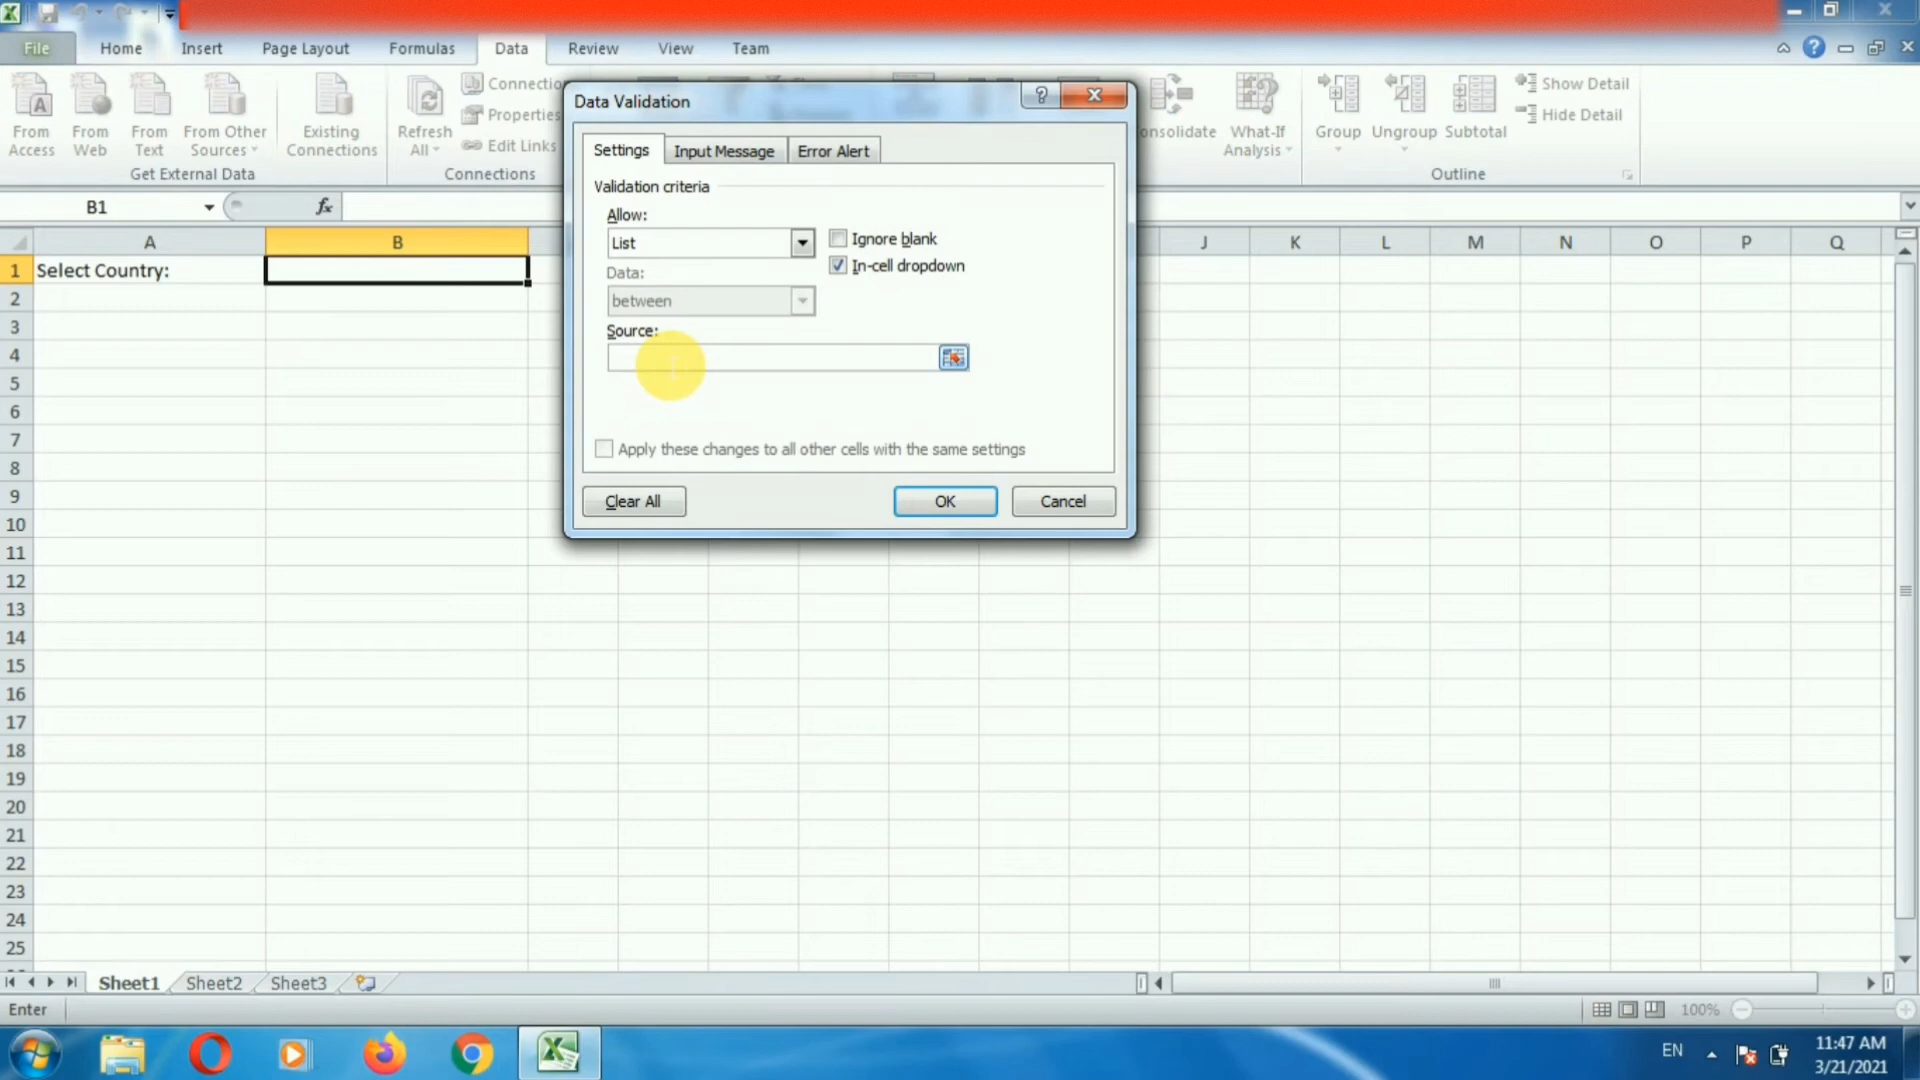 File Home Insert Page Layout Formulas Data Review View Team
From Access
From Web
From Text
From Other Sources
Existing Connections
Get External Data
Refresh All
Properties
Edit Links
Connections
What-If Analysis
Group
Ungroup
Subtotal
Show Detail
Hide Detail
Outline
B1
fx
Data Validation
Settings Input Message Error Alert
Validation criteria
Allow:
List
Ignore blank
In-cell dropdown
Data:
between
Source:
Apply these changes to all other cells with the same settings
Clear All OK Cancel
A B J K L M N O P Q
1 Select Country:
2
3
4
5
6
7
8
9
10
11
12
13
14
15
16
17
18
19
20
21
22
23
24
25
Sheet1 Sheet2 Sheet3
Enter
100%
EN
11:47 AM
3/21/2021